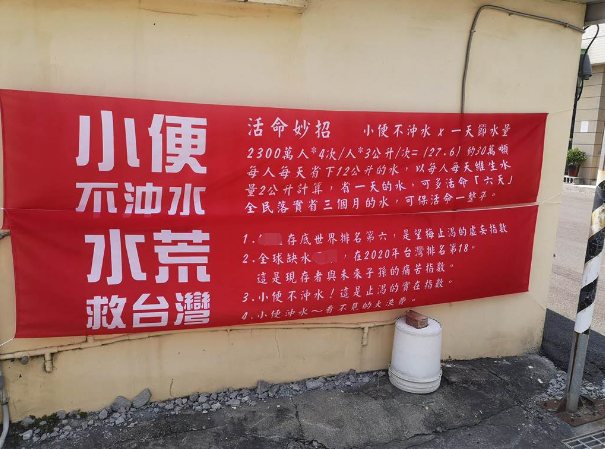 小便
不沖水
水荒
救台灣
活命妙招 小便不沖水 x 一天節水量
2300萬人*4次/人*3公升/次=(27.6)約30萬噸
每人每天省下12公升的水，以每人每天維生水
量2公升計算，有一天的水，可多活命「六天」
全民落實省三個月的水，可保活命一整年。
1. 存底世界排名第六，是望梅止渴的虛妄指數
2.全球缺水 ，在2020年台灣排名第18。
這是現存者與未來子孫的痛苦指數。
3.小便不沖水！這是止渴的實在指數。
4.小便沖水～看不見的大浪費。